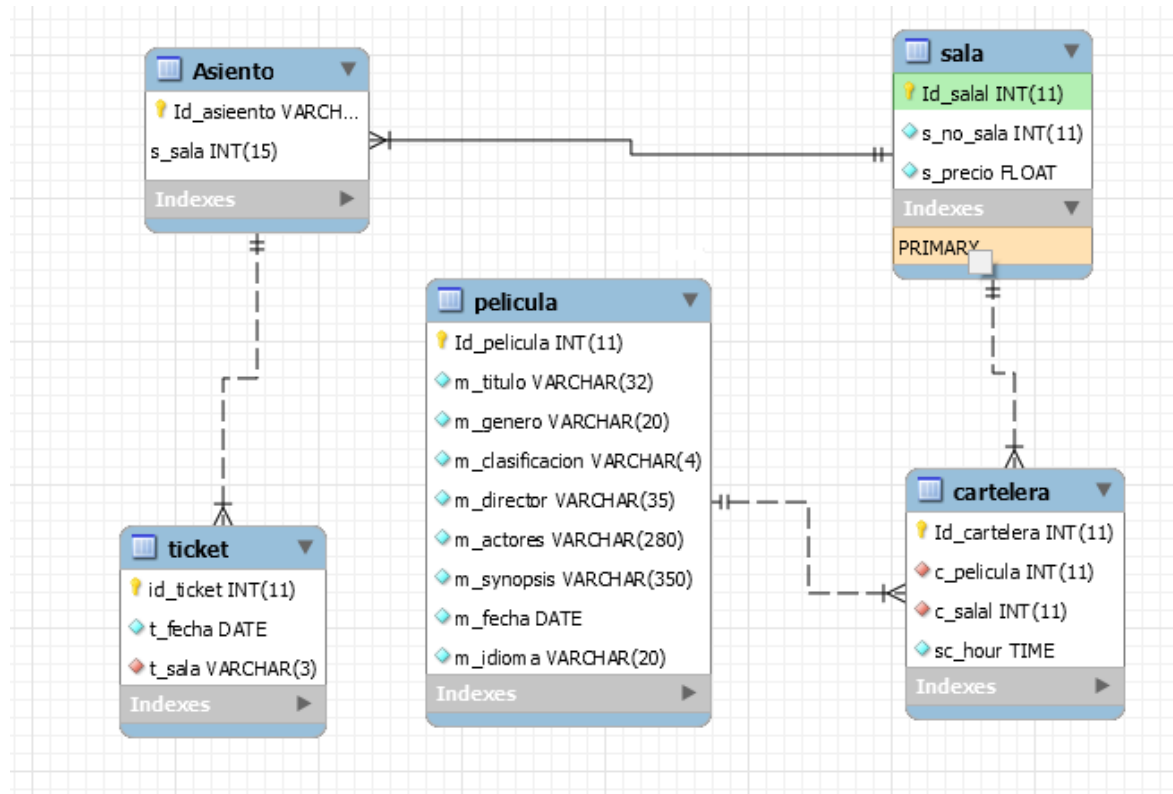 Asiento
Id_asieento VARCH...
s_sala INT(15)
Indexes
sala
Id_salal INT(11)
s_no_sala INT(11)
s_precio FLOAT
Indexes
PRIMARY
pelicula
Id_pelicula INT(11)
m_titulo VARCHAR(32)
m_genero VARCHAR(20)
m_clasificacion VARCHAR(4)
m_director VARCHAR(35)
m_actores VARCHAR(280)
m_synopsis VARCHAR(350)
m_fecha DATE
m_idioma VARCHAR(20)
Indexes
ticket
id_ticket INT(11)
t_fecha DATE
t_sala VARCHAR(3)
Indexes
cartelera
Id_cartelera INT(11)
c_pelicula INT(11)
c_salal INT(11)
sc_hour TIME
Indexes